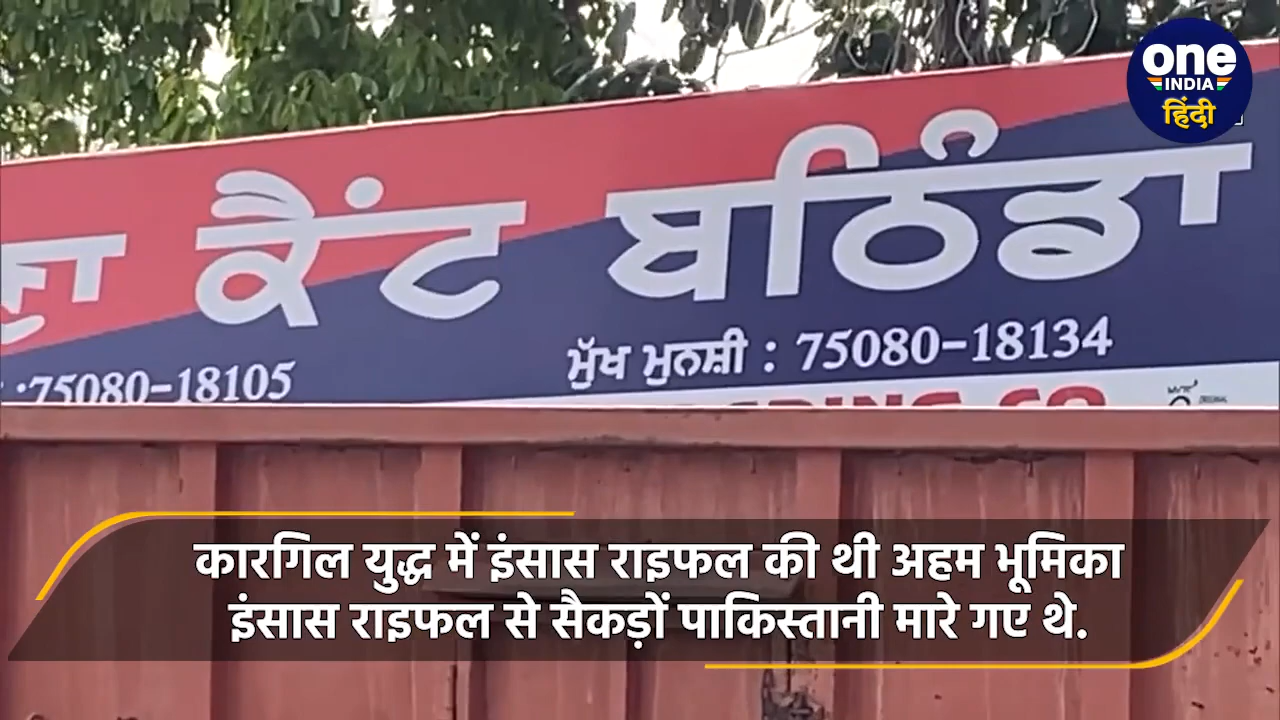 one
INDIA
हिंदी
ਕੈਂਟ ਬਠਿੰਡਾ
:75080-18105
ਮੁੱਖ ਮੁਨਸ਼ੀ : 75080-18134
कारगिल युद्ध में इंसास राइफल की थी अहम भूमिका
इंसास राइफल से सैकड़ों पाकिस्तानी मारे गए थे.